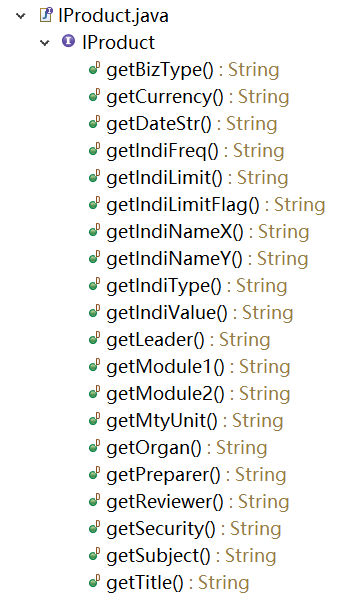 IProduct.java
IProduct
getBizType() : String
getCurrency() : String
getDateStr() : String
getIndiFreq() : String
getIndiLimit() : String
getIndiLimitFlag() : String
getIndiNameX() : String
getIndiNameY() : String
getIndiType() : String
getIndiValue() : String
getLeader() : String
getModule1() : String
getModule2() : String
getMtyUnit() : String
getOrgan() : String
getPreparer() : String
getReviewer() : String
getSecurity() : String
getSubject() : String
getTitle() : String